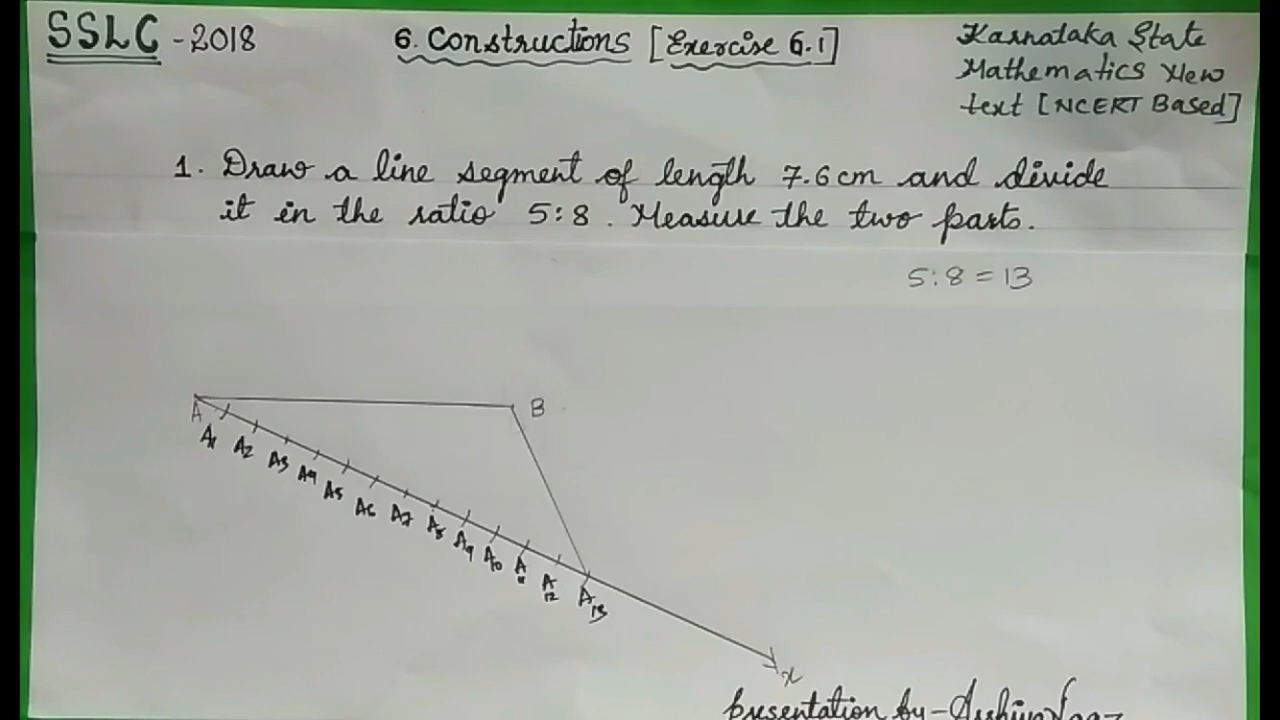 SSLC - 2018
6. Constructions [Exercise 6.1]
Karnataka State
Mathematics New
text [NCERT Based]
1. Draw a line segment of length 7.6 cm and divide
it in the ratio 5:8. Measure the two parts.
5:8 = 13
A
B
A1 A2 A3 A4 A5 A6 A7 A8 A9 A10 A11 A12 A13
X
Presentation by -